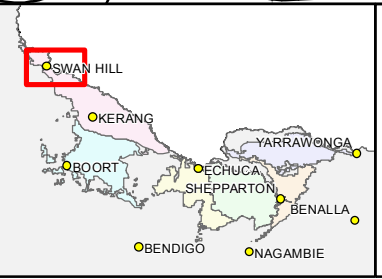 SWAN HILL
KERANG
YARRAWONGA
BOORT
ECHUCA
SHEPPARTON
BENALLA
BENDIGO
NAGAMBIE